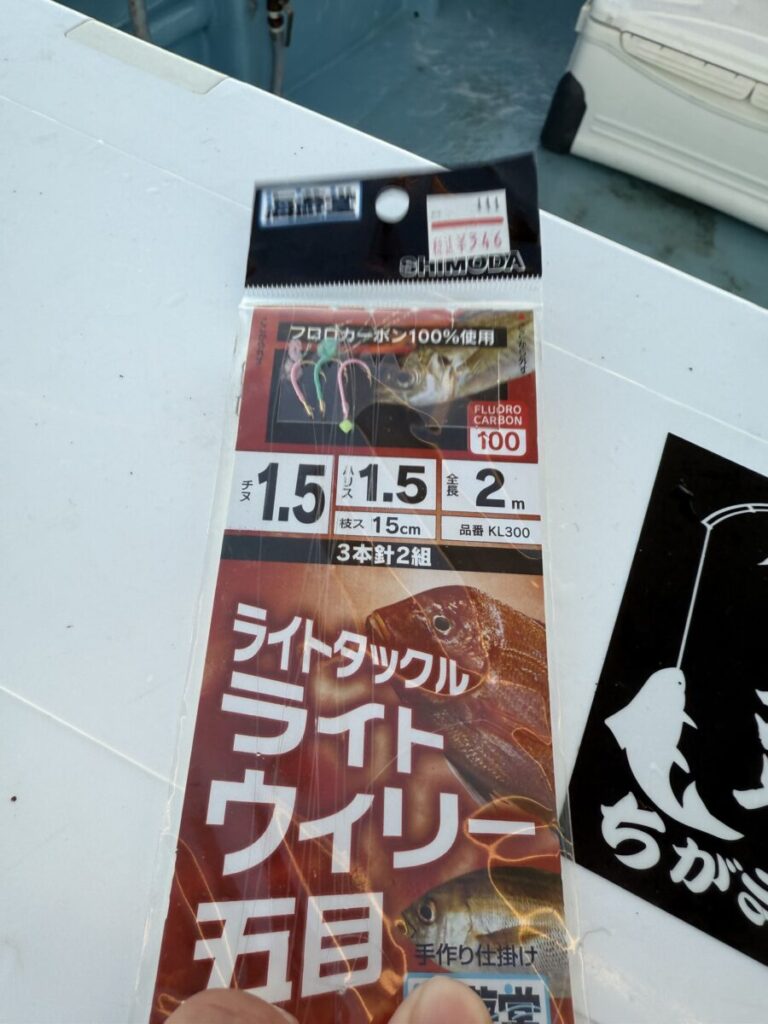 SHIMODA
フロロカーボン100%使用
FLUORO
CARBON
100
チヌ 1.5
ハリス 1.5
全長 2m
枝ス 15cm
品番 KL300
3本針2組
ライトタックル
ライト
ウイリー
五目
手作り仕掛け
ちがさ